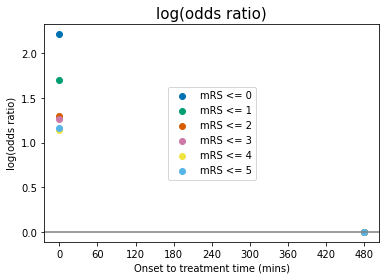 log(odds ratio)
log(odds ratio)
2.0
1.5
1.0
0.5
0.0
mRS <= 0
mRS <= 1
mRS <= 2
mRS <= 3
mRS <= 4
mRS <= 5
0 60 120 180 240 300 360 420 480
Onset to treatment time (mins)